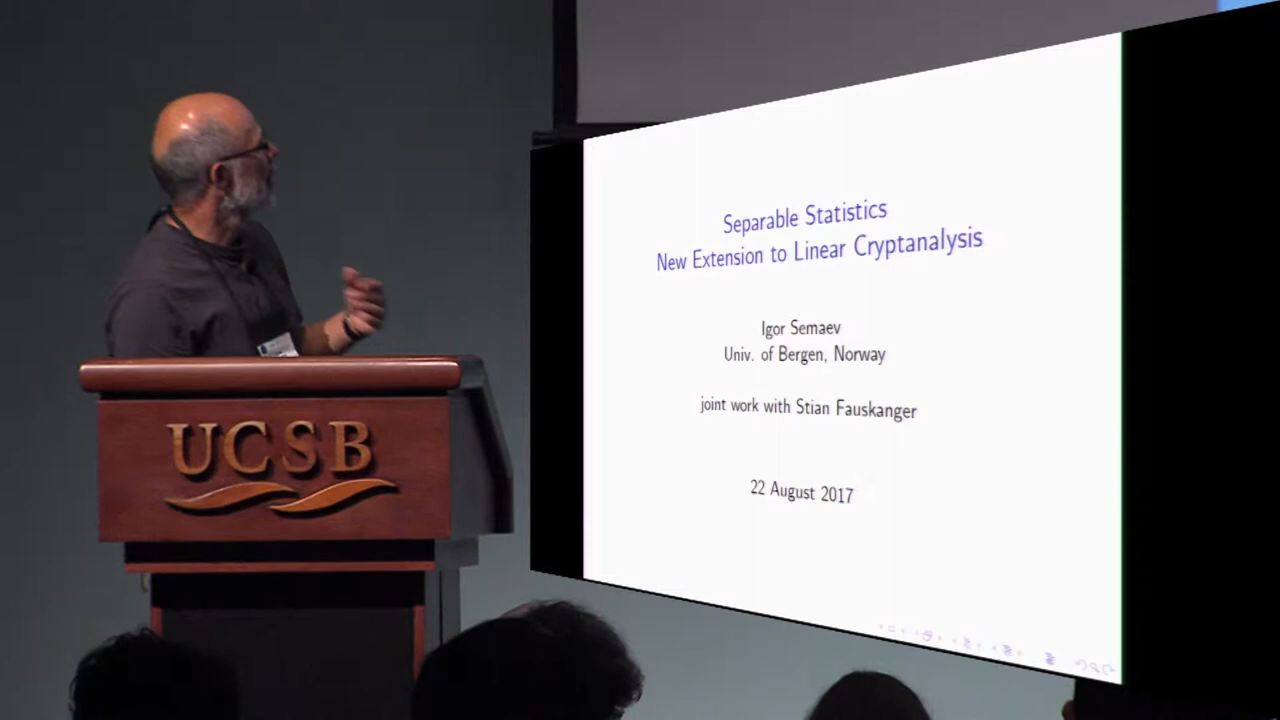 Separable Statistics
New Extension to Linear Cryptanalysis
Igor Semaev
Univ. of Bergen, Norway
joint work with Stian Fauskanger
22 August 2017
UCSB